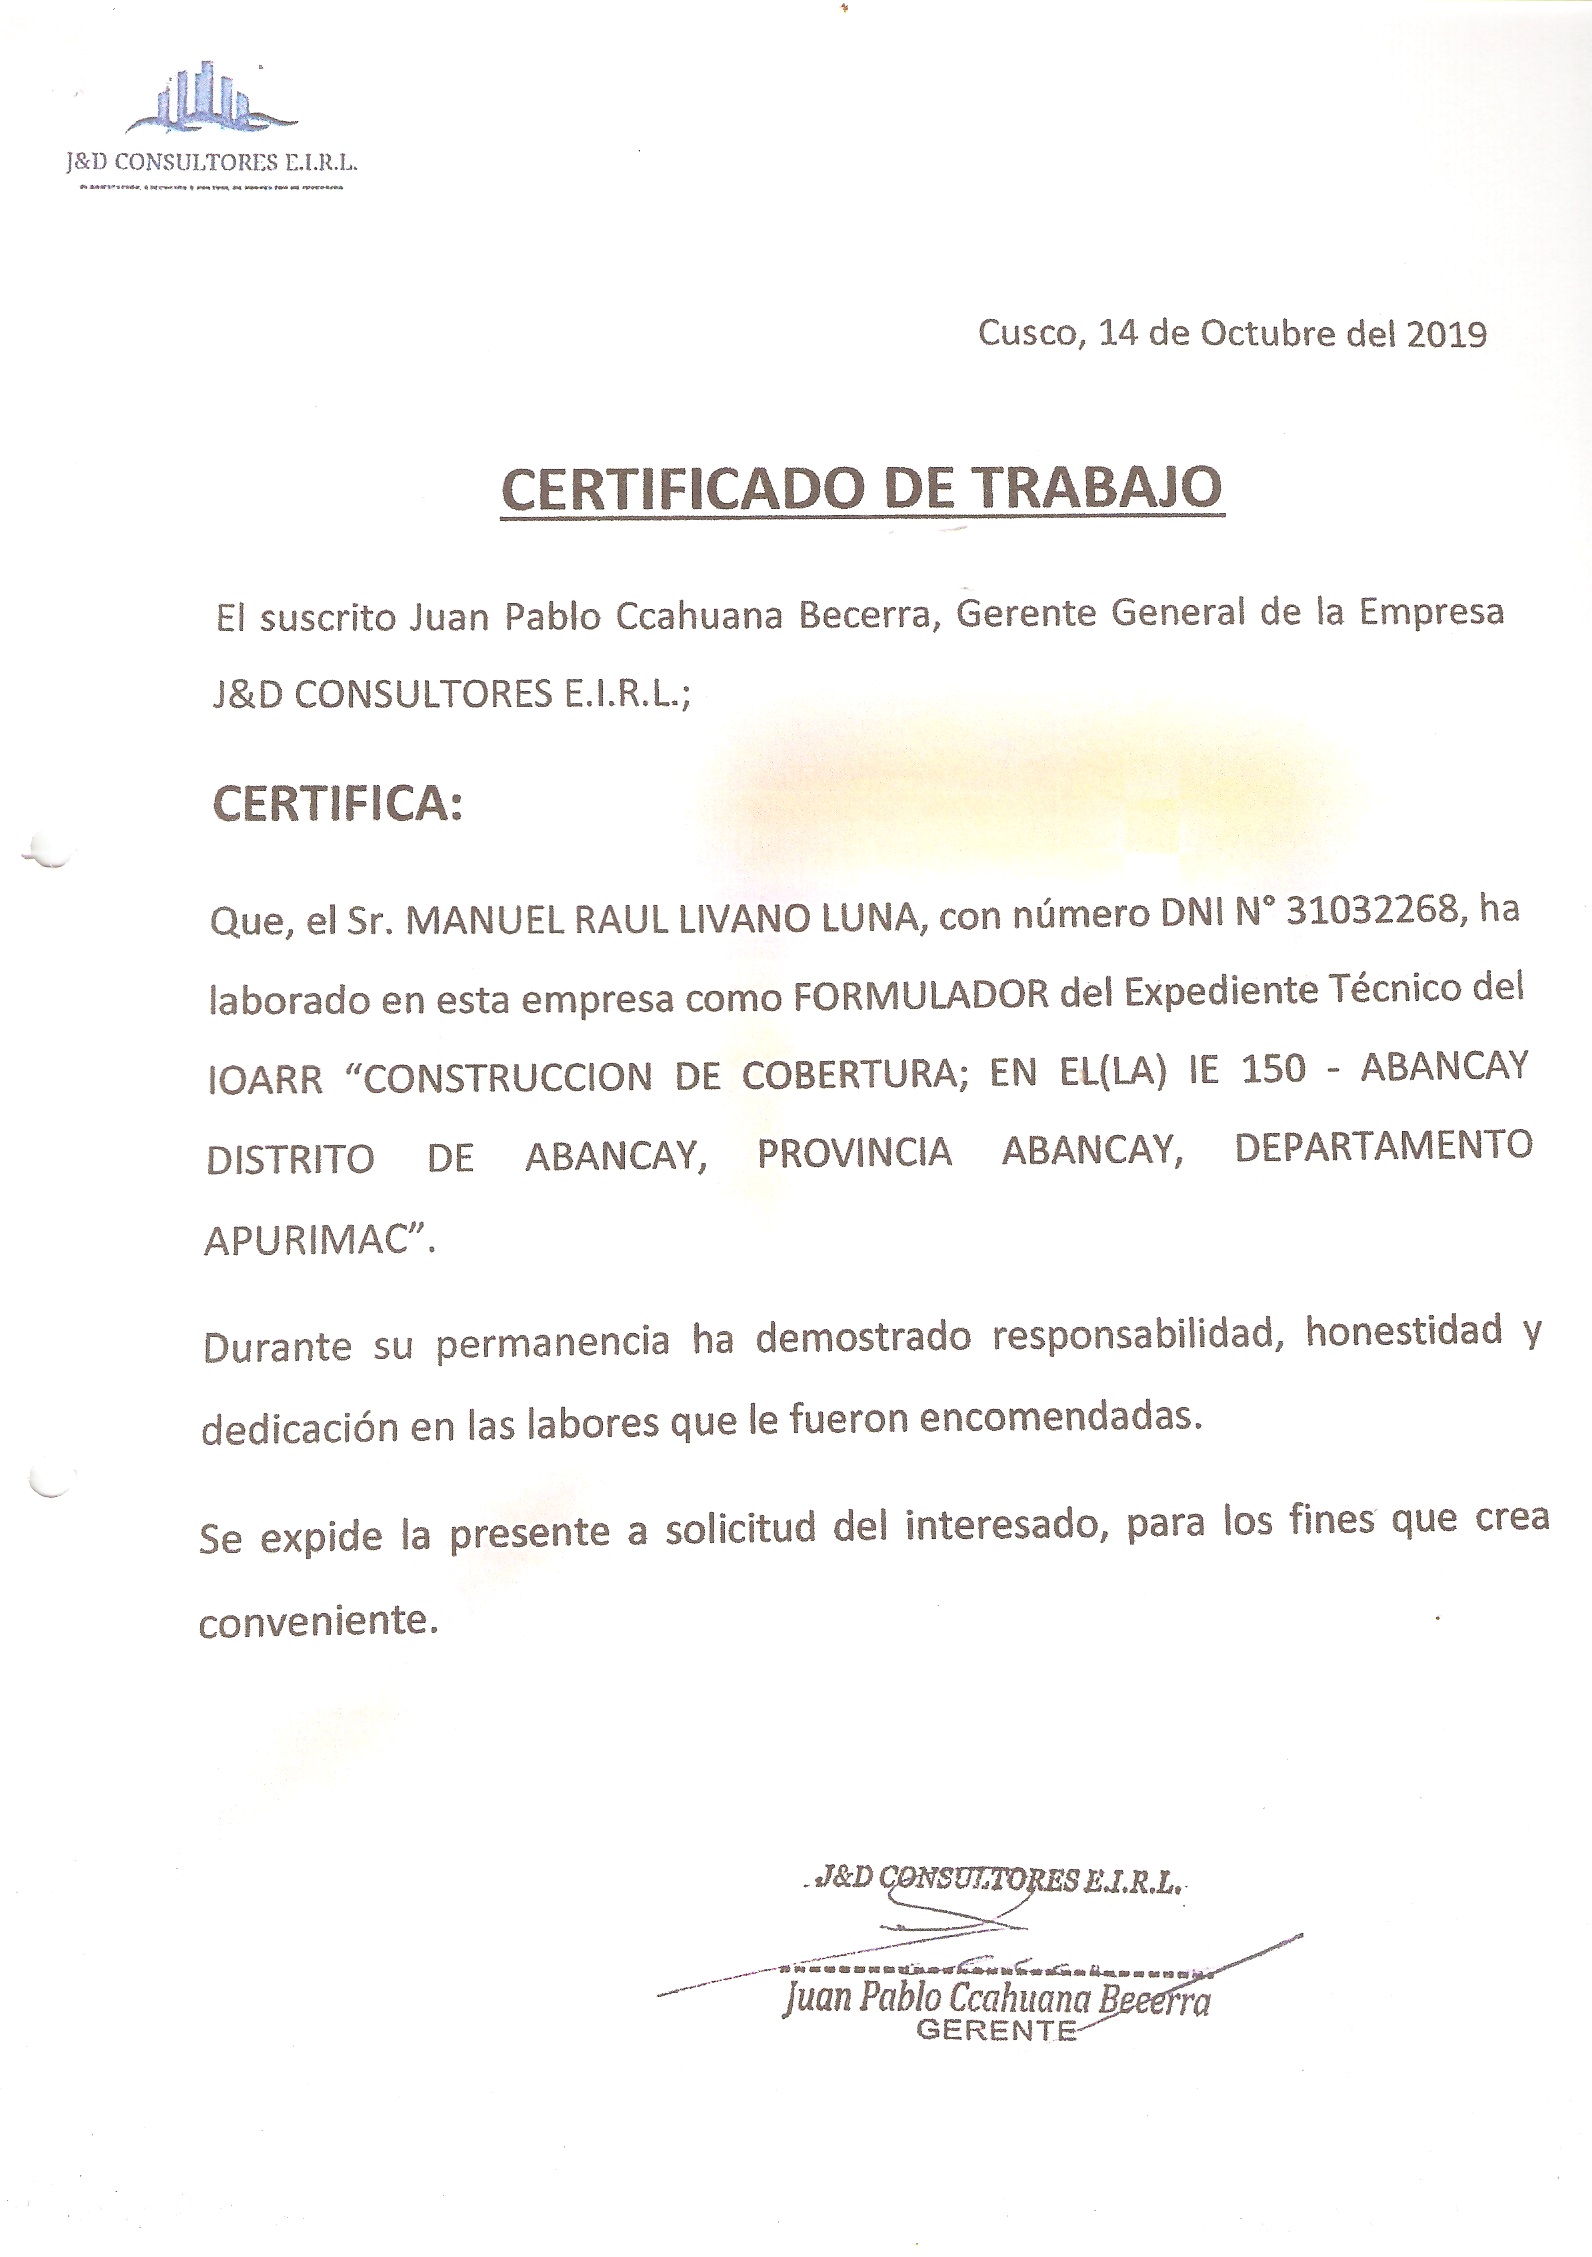 J&D CONSULTORES E.I.R.L.
Cusco, 14 de Octubre del 2019
CERTIFICADO DE TRABAJO
El suscrito Juan Pablo Ccahuana Becerra, Gerente General de la Empresa
J&D CONSULTORES E.I.R.L.;
CERTIFICA:
Que, el Sr. MANUEL RAUL LIVANO LUNA, con número DNI N° 31032268, ha
laborado en esta empresa como FORMULADOR del Expediente Técnico del
IOARR “CONSTRUCCION DE COBERTURA; EN EL(LA) IE 150 - ABANCAY
DISTRITO DE ABANCAY, PROVINCIA ABANCAY, DEPARTAMENTO
APURIMAC”.
Durante su permanencia ha demostrado responsabilidad, honestidad y
dedicación en las labores que le fueron encomendadas.
Se expide la presente a solicitud del interesado, para los fines que crea
conveniente.
J&D CONSULTORES E.I.R.L.
Juan Pablo Ccahuana Becerra
GERENTE